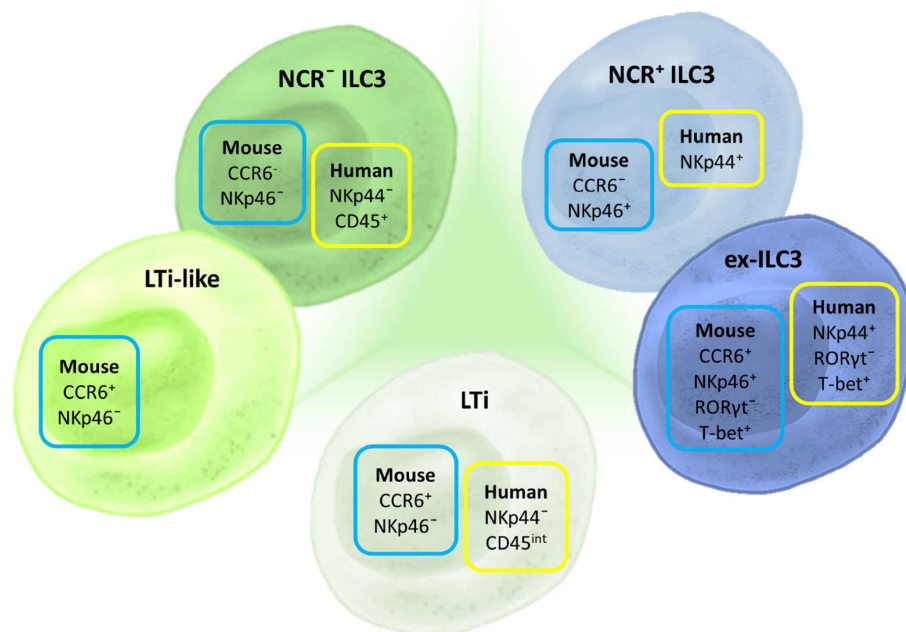 NCR⁻ ILC3
Mouse
CCR6⁻
NKp46⁻
Human
NKp44⁻
CD45⁺
NCR⁺ ILC3
Mouse
CCR6⁻
NKp46⁺
Human
NKp44⁺
LTi-like
Mouse
CCR6⁺
NKp46⁻
ex-ILC3
Mouse
CCR6⁺
NKp46⁺
RORγt⁻
T-bet⁺
Human
NKp44⁺
RORγt⁻
T-bet⁺
LTi
Mouse
CCR6⁺
NKp46⁻
Human
NKp44⁻
CD45ⁱⁿᵗ